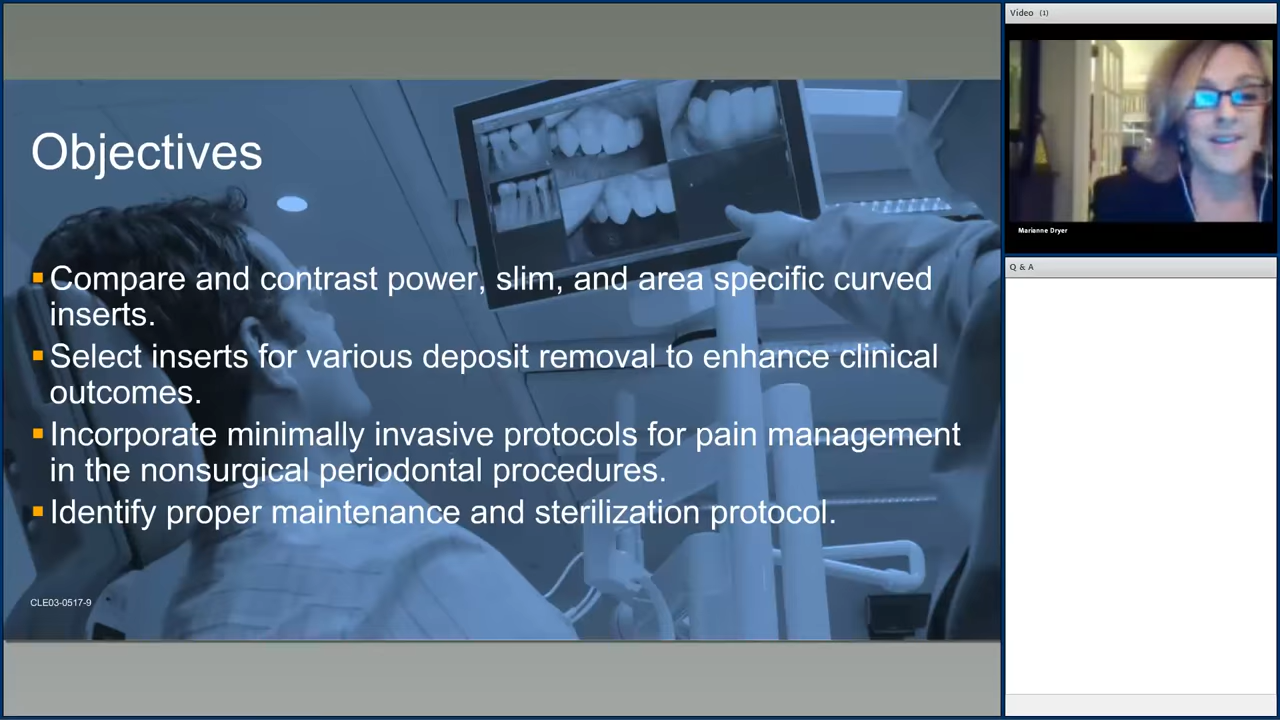 Objectives
▪Compare and contrast power, slim, and area specific curved
inserts.
▪Select inserts for various deposit removal to enhance clinical
outcomes.
▪Incorporate minimally invasive protocols for pain management
in the nonsurgical periodontal procedures.
▪Identify proper maintenance and sterilization protocol.
CLE03-0517-9
Video (1)
Marianne Dryer
Q & A